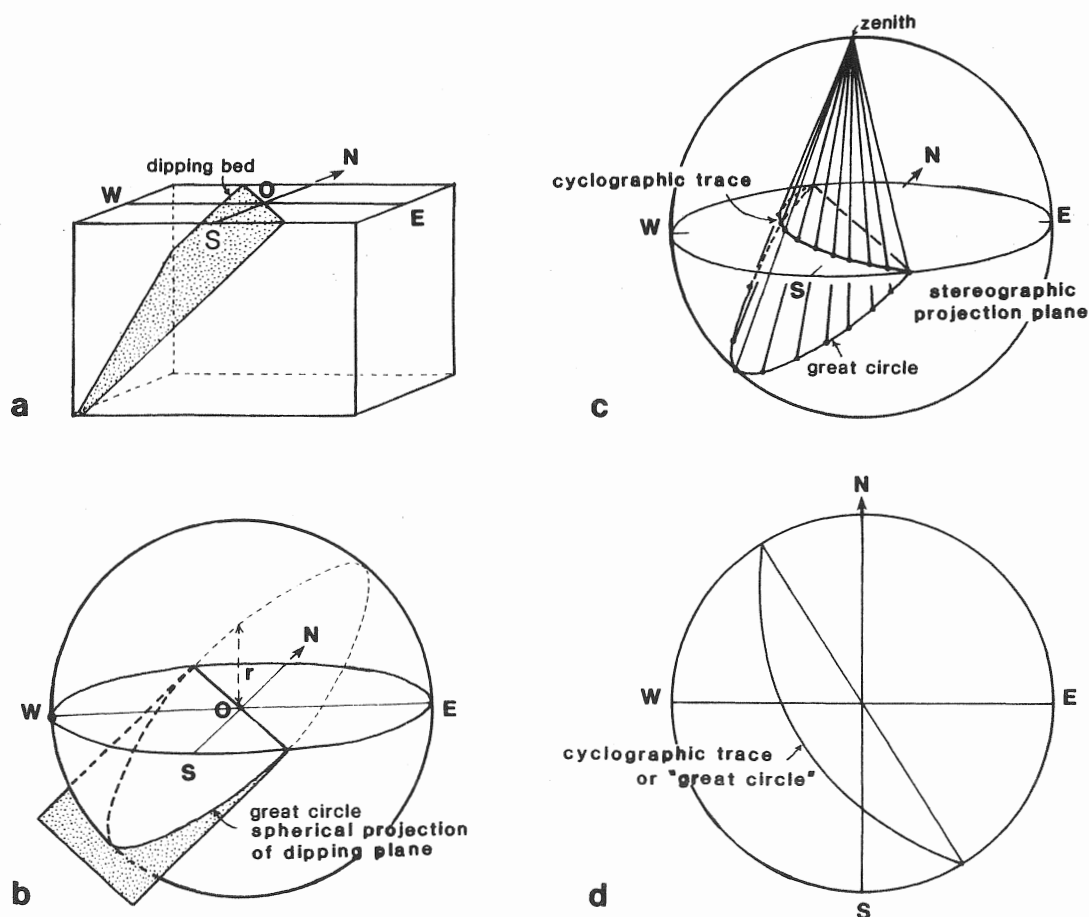 dipping bed
N
W
O
E
S
a
zenith
N
cyclographic trace
W
E
S
stereographic
projection plane
great circle
c
N
r
W
O
E
S
great circle
spherical projection
of dipping plane
b
N
W
E
cyclographic trace
or "great circle"
S
d